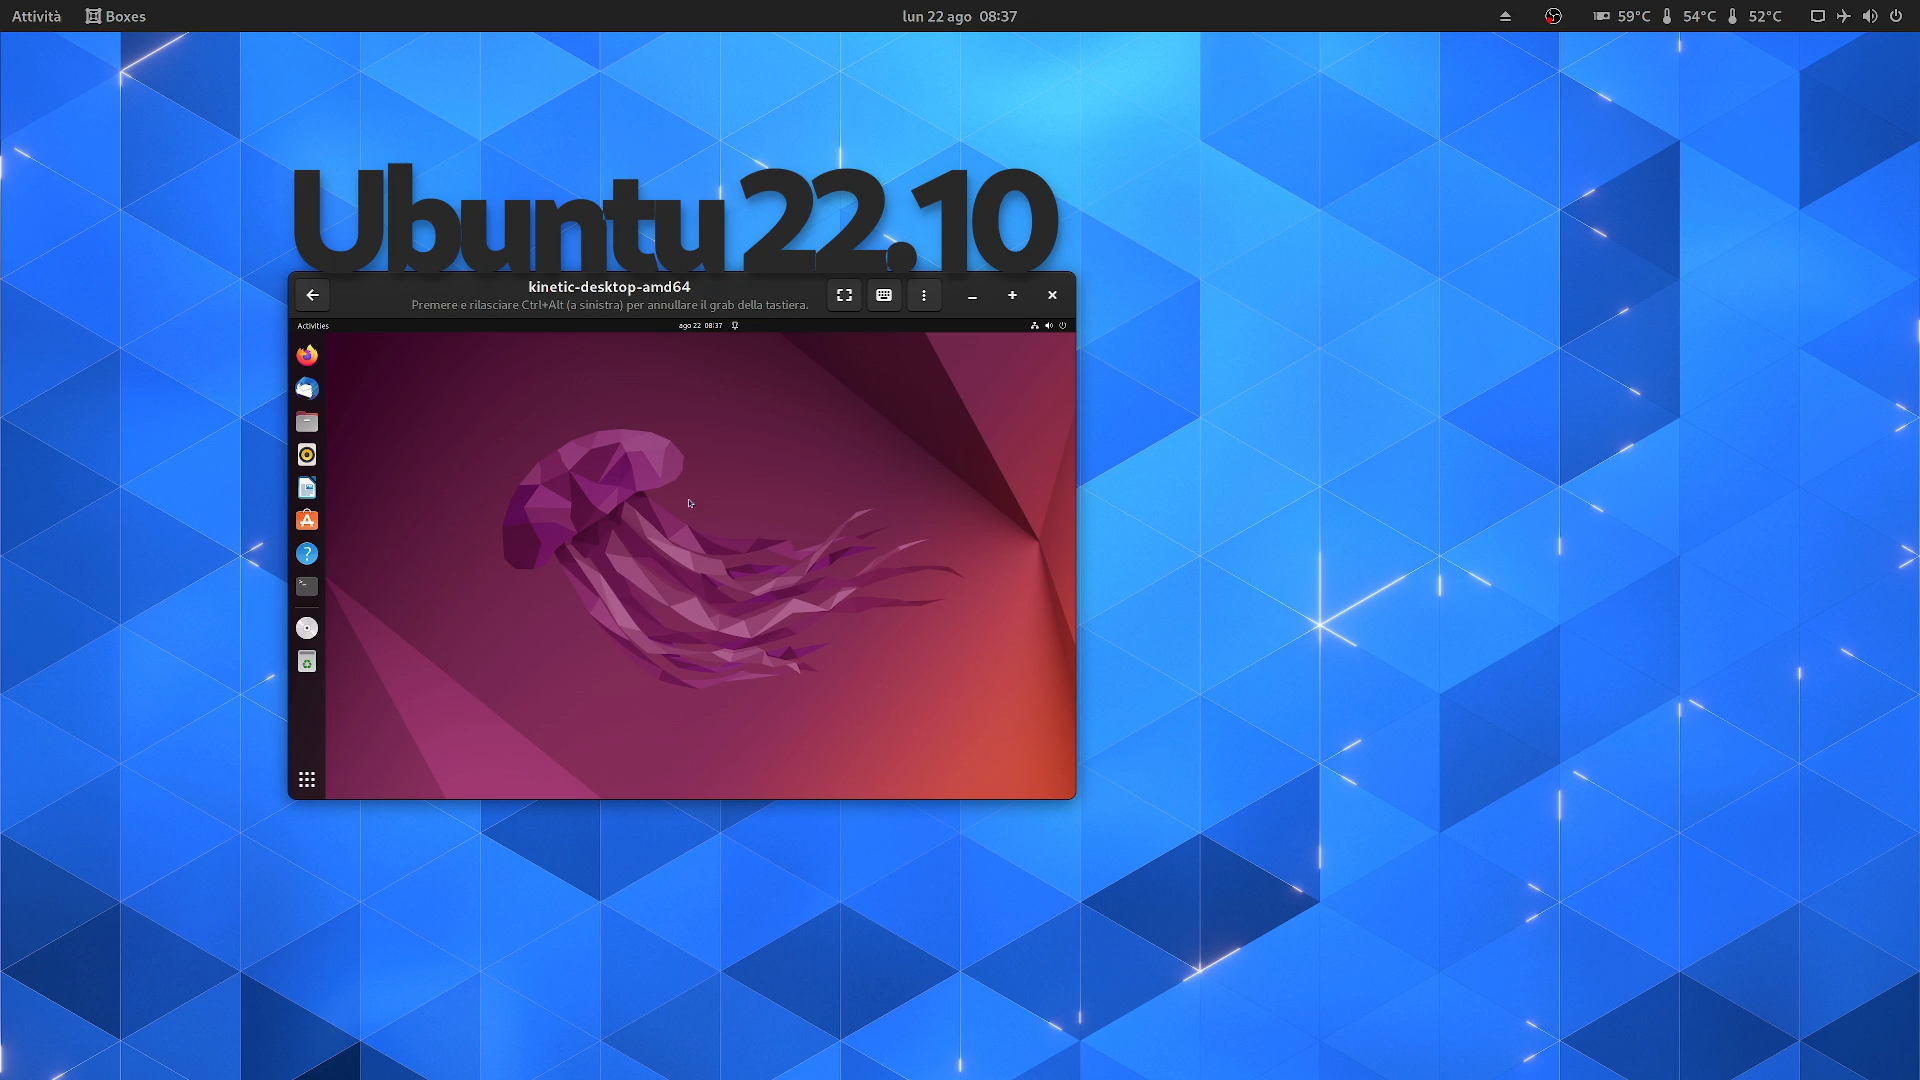 Attività Boxes lun 22 ago 08:37 59°C 54°C 52°C
Ubuntu 22.10
kinetic-desktop-amd64
Premere e rilasciare Ctrl+Alt (a sinistra) per annullare il grab della tastiera.
Activities ago 22 08:37